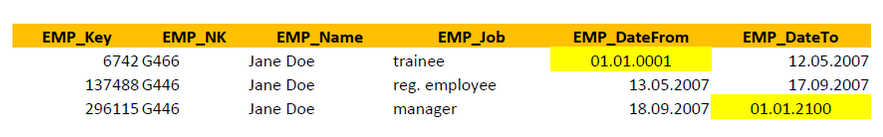 EMP_Key EMP_NK EMP_Name EMP_Job EMP_DateFrom EMP_DateTo
6742 G466 Jane Doe trainee 01.01.0001 12.05.2007
137488 G446 Jane Doe reg. employee 13.05.2007 17.09.2007
296115 G446 Jane Doe manager 18.09.2007 01.01.2100